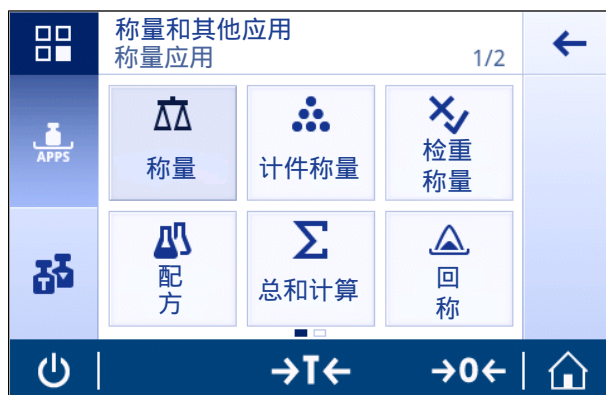 称量和其他应用
称量应用
1/2
APPS
称量
计件称量
检重
称量
配
方
总和计算
回
称
T
→T←
→0←